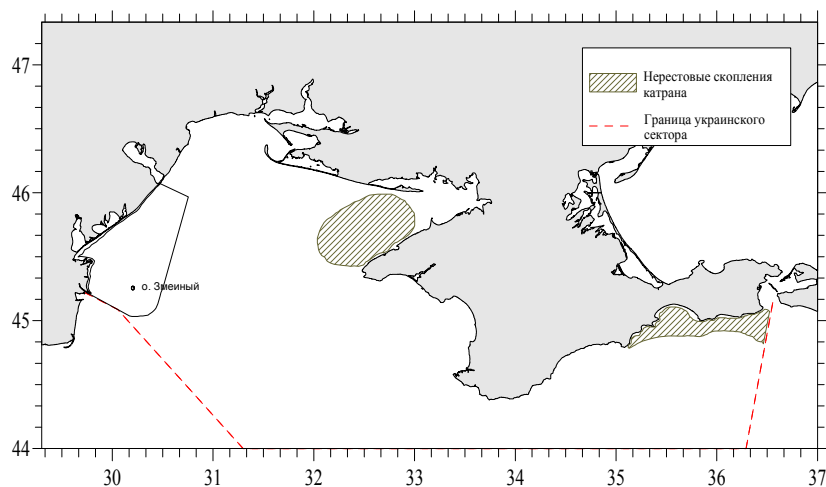 47
46
45
44
30
31
32
33
34
35
36
37
Нерестовые скопления
катрана
Граница украинского
сектора
о. Змеиный